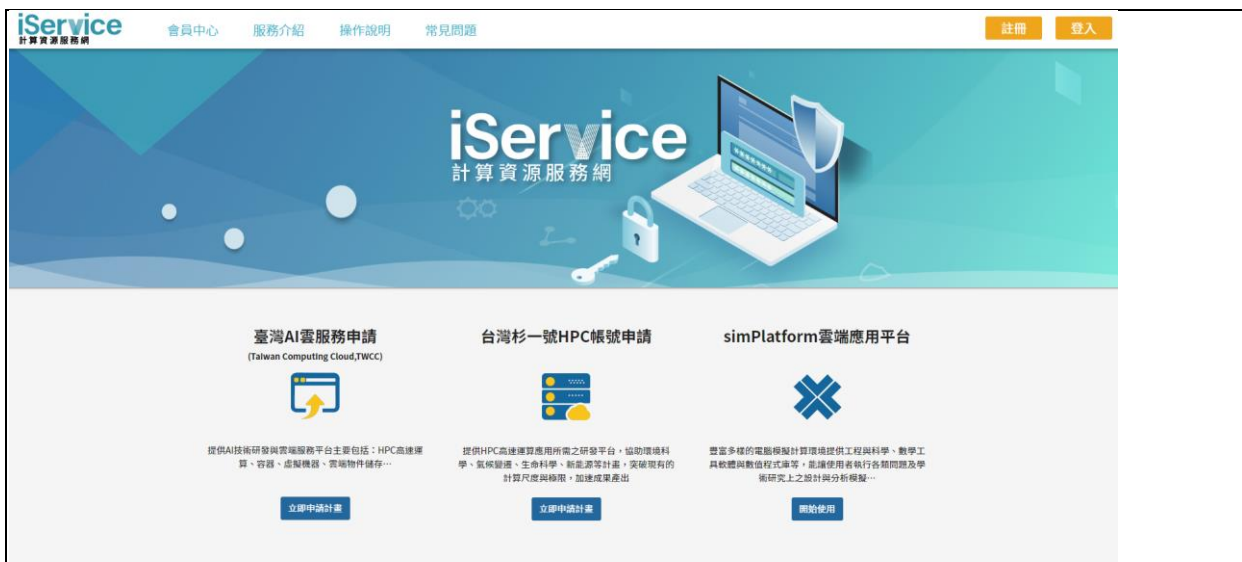 iService
計算資源服務網
會員中心 服務介紹 操作說明 常見問題 註冊 登入
iService
計算資源服務網
臺灣AI雲服務申請
(Taiwan Computing Cloud,TWCC)
提供AI技術研發與雲端服務平台主要包括：HPC高速運
算、容器、虛擬機器、雲端物件儲存…
立即申請計畫
台灣杉一號HPC帳號申請
提供HPC高速運算應用所需之研發平台，協助環境科
學、氣候變遷、生命科學、新能源等計畫，突破現有的
計算尺度與極限，加速成果產出
立即申請計畫
simPlatform雲端應用平台
豐富多樣的電腦模擬計算環境提供工程與科學、數學工
具軟體與數值程式庫等，能讓使用者執行各類問題及學
術研究上之設計與分析模擬…
開始使用